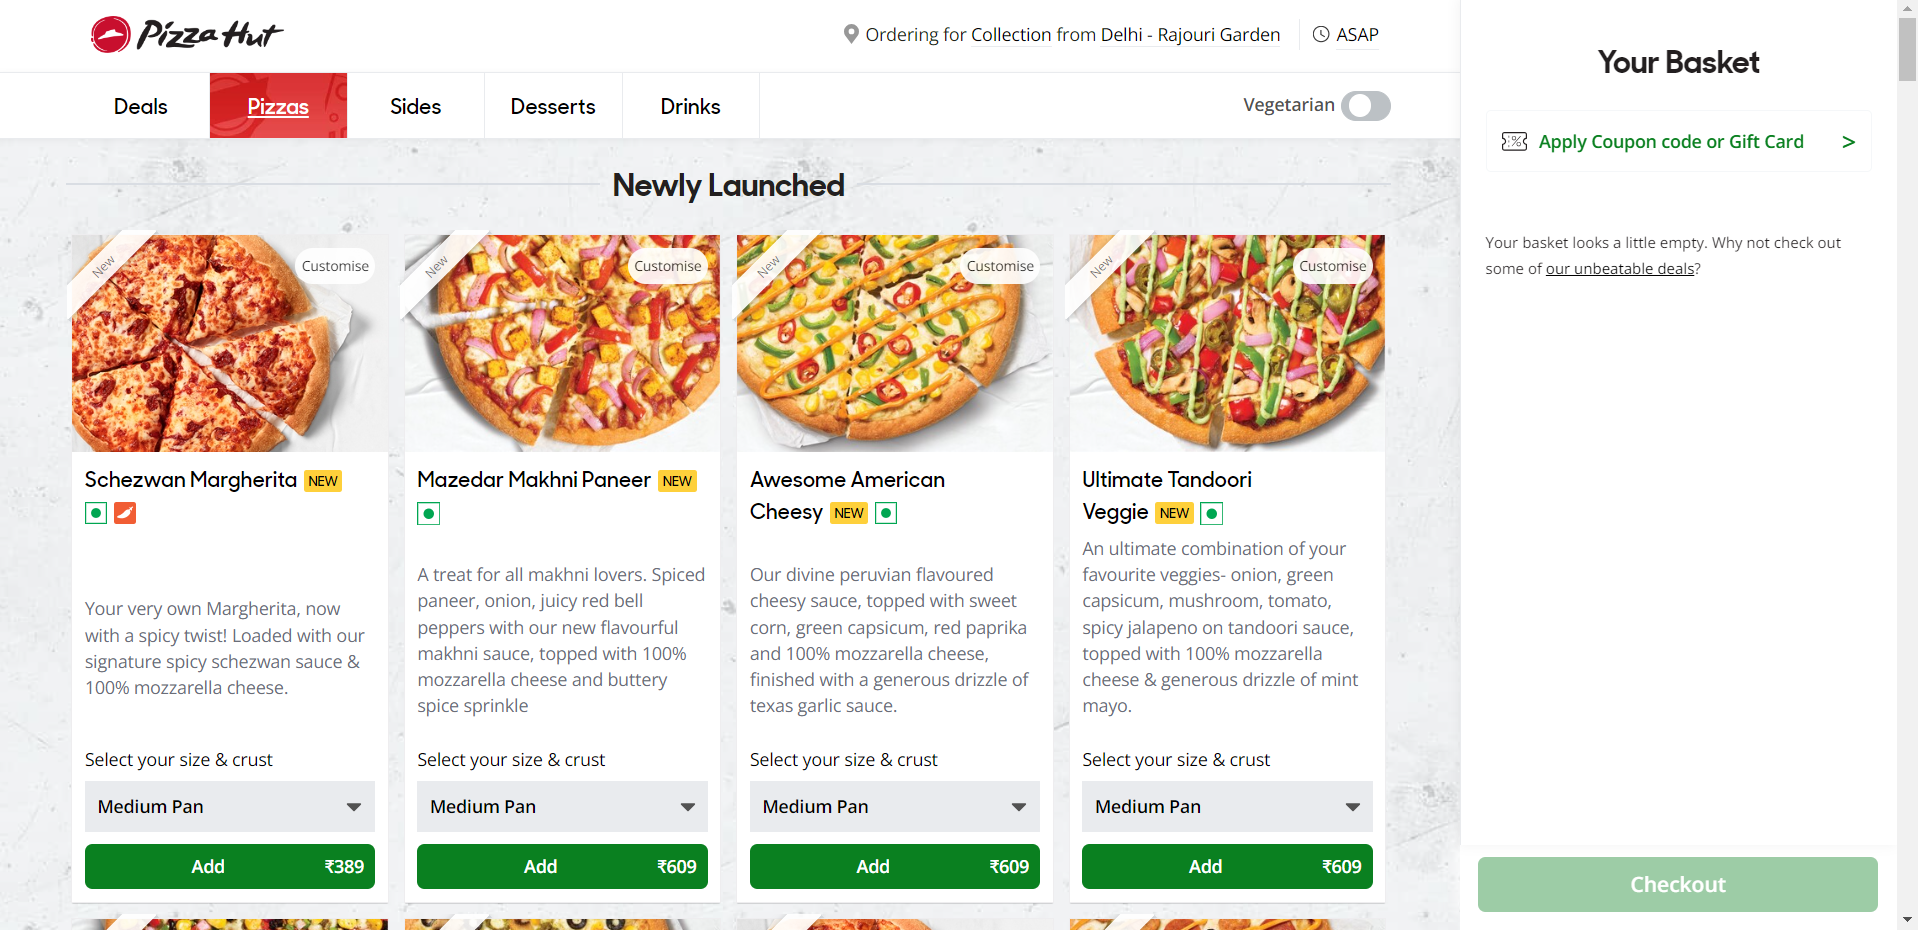 Pizza Hut
Ordering for Collection from Delhi - Rajouri Garden
ASAP
Deals
Pizzas
Sides
Desserts
Drinks
Vegetarian
Newly Launched
New
Customise
Schezwan Margherita NEW
Your very own Margherita, now
with a spicy twist! Loaded with our
signature spicy schezwan sauce &
100% mozzarella cheese.
Select your size & crust
Medium Pan
Add ₹389
New
Customise
Mazedar Makhni Paneer NEW
A treat for all makhni lovers. Spiced
paneer, onion, juicy red bell
peppers with our new flavourful
makhni sauce, topped with 100%
mozzarella cheese and buttery
spice sprinkle
Select your size & crust
Medium Pan
Add ₹609
New
Customise
Awesome American
Cheesy NEW
Our divine peruvian flavoured
cheesy sauce, topped with sweet
corn, green capsicum, red paprika
and 100% mozzarella cheese,
finished with a generous drizzle of
texas garlic sauce.
Select your size & crust
Medium Pan
Add ₹609
New
Customise
Ultimate Tandoori
Veggie NEW
An ultimate combination of your
favourite veggies- onion, green
capsicum, mushroom, tomato,
spicy jalapeno on tandoori sauce,
topped with 100% mozzarella
cheese & generous drizzle of mint
mayo.
Select your size & crust
Medium Pan
Add ₹609
Your Basket
% Apply Coupon code or Gift Card >
Your basket looks a little empty. Why not check out
some of our unbeatable deals?
Checkout